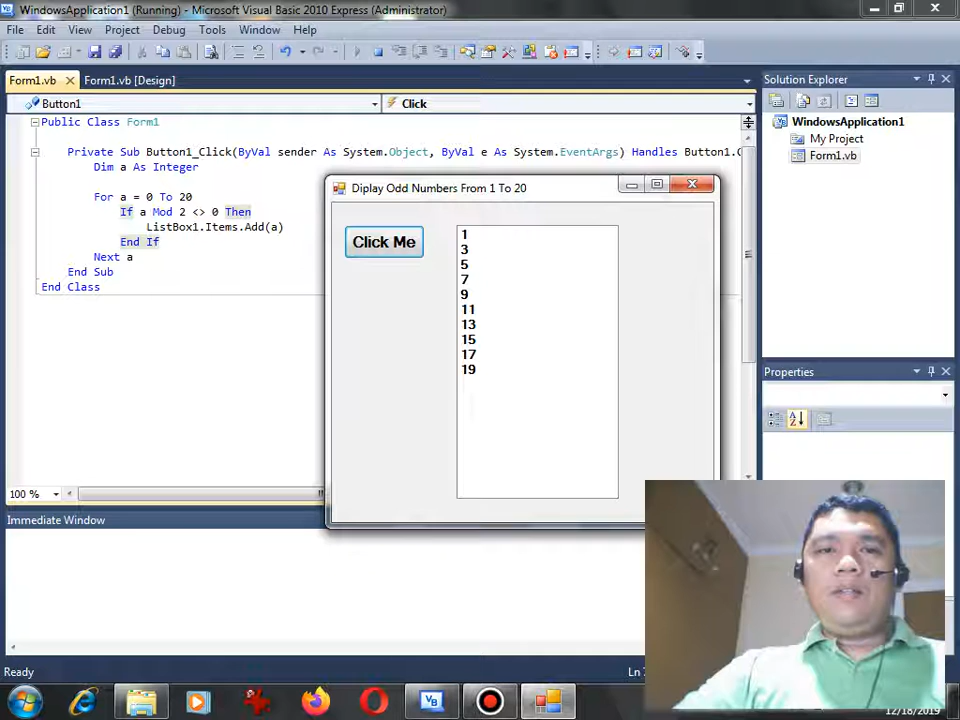 WindowsApplication1 (Running) - Microsoft Visual Basic 2010 Express (Administrator)
File Edit View Project Debug Tools Window Help
Form1.vb Form1.vb [Design]
Button1
Click
Public Class Form1
Private Sub Button1_Click(ByVal sender As System.Object, ByVal e As System.EventArgs) Handles Button1.C
Dim a As Integer
For a = 0 To 20
If a Mod 2 <> 0 Then
ListBox1.Items.Add(a)
End If
Next a
End Sub
End Class
Diplay Odd Numbers From 1 To 20
Click Me
1
3
5
7
9
11
13
15
17
19
Solution Explorer
WindowsApplication1
My Project
Form1.vb
Properties
100 %
Immediate Window
Ready
Ln
12/18/2019